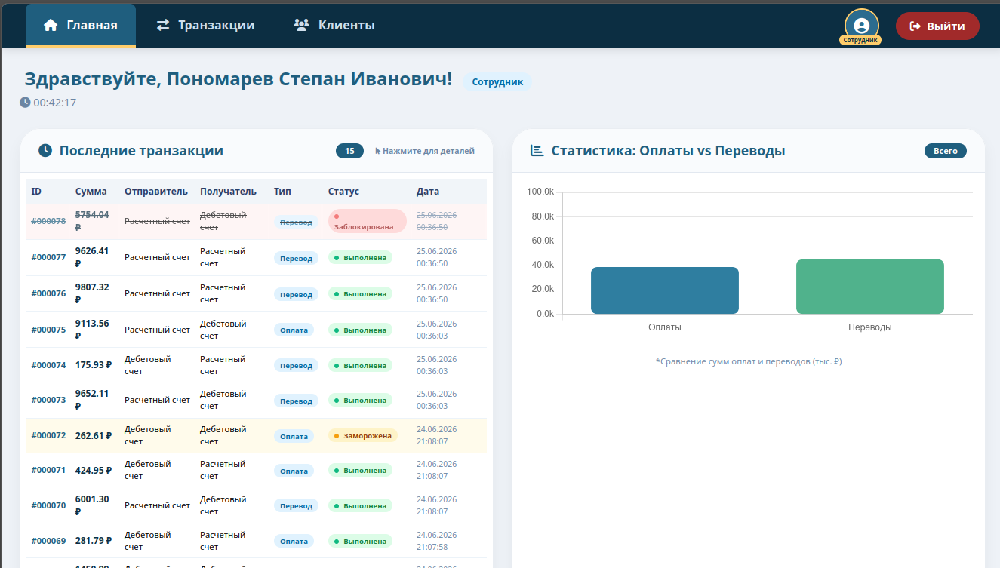 Главная
Транзакции
Клиенты
Сотрудник
Выйти
Здравствуйте, Пономарев Степан Иванович!
Сотрудник
00:42:17
Последние транзакции
15
Нажмите для деталей
ID Сумма Отправитель Получатель Тип Статус Дата
#000078 5754.04 ₽ Расчетный счет Дебетовый счет Перевод Заблокирована 25.06.2026 00:36:50
#000077 9626.41 ₽ Расчетный счет Расчетный счет Перевод Выполнена 25.06.2026 00:36:50
#000076 9807.32 ₽ Расчетный счет Расчетный счет Перевод Выполнена 25.06.2026 00:36:50
#000075 9113.56 ₽ Расчетный счет Дебетовый счет Оплата Выполнена 25.06.2026 00:36:03
#000074 175.93 ₽ Дебетовый счет Расчетный счет Перевод Выполнена 25.06.2026 00:36:03
#000073 9652.11 ₽ Расчетный счет Дебетовый счет Перевод Выполнена 25.06.2026 00:36:03
#000072 262.61 ₽ Дебетовый счет Дебетовый счет Оплата Заморожена 24.06.2026 21:08:07
#000071 424.95 ₽ Дебетовый счет Расчетный счет Оплата Выполнена 24.06.2026 21:08:07
#000070 6001.30 ₽ Расчетный счет Дебетовый счет Перевод Выполнена 24.06.2026 21:08:07
#000069 281.79 ₽ Дебетовый счет Расчетный счет Оплата Выполнена 24.06.2026 21:07:58
Статистика: Оплаты vs Переводы
Всего
100.0k
80.0k
60.0k
40.0k
20.0k
0.0k
Оплаты
Переводы
*Сравнение сумм оплат и переводов (тыс. ₽)